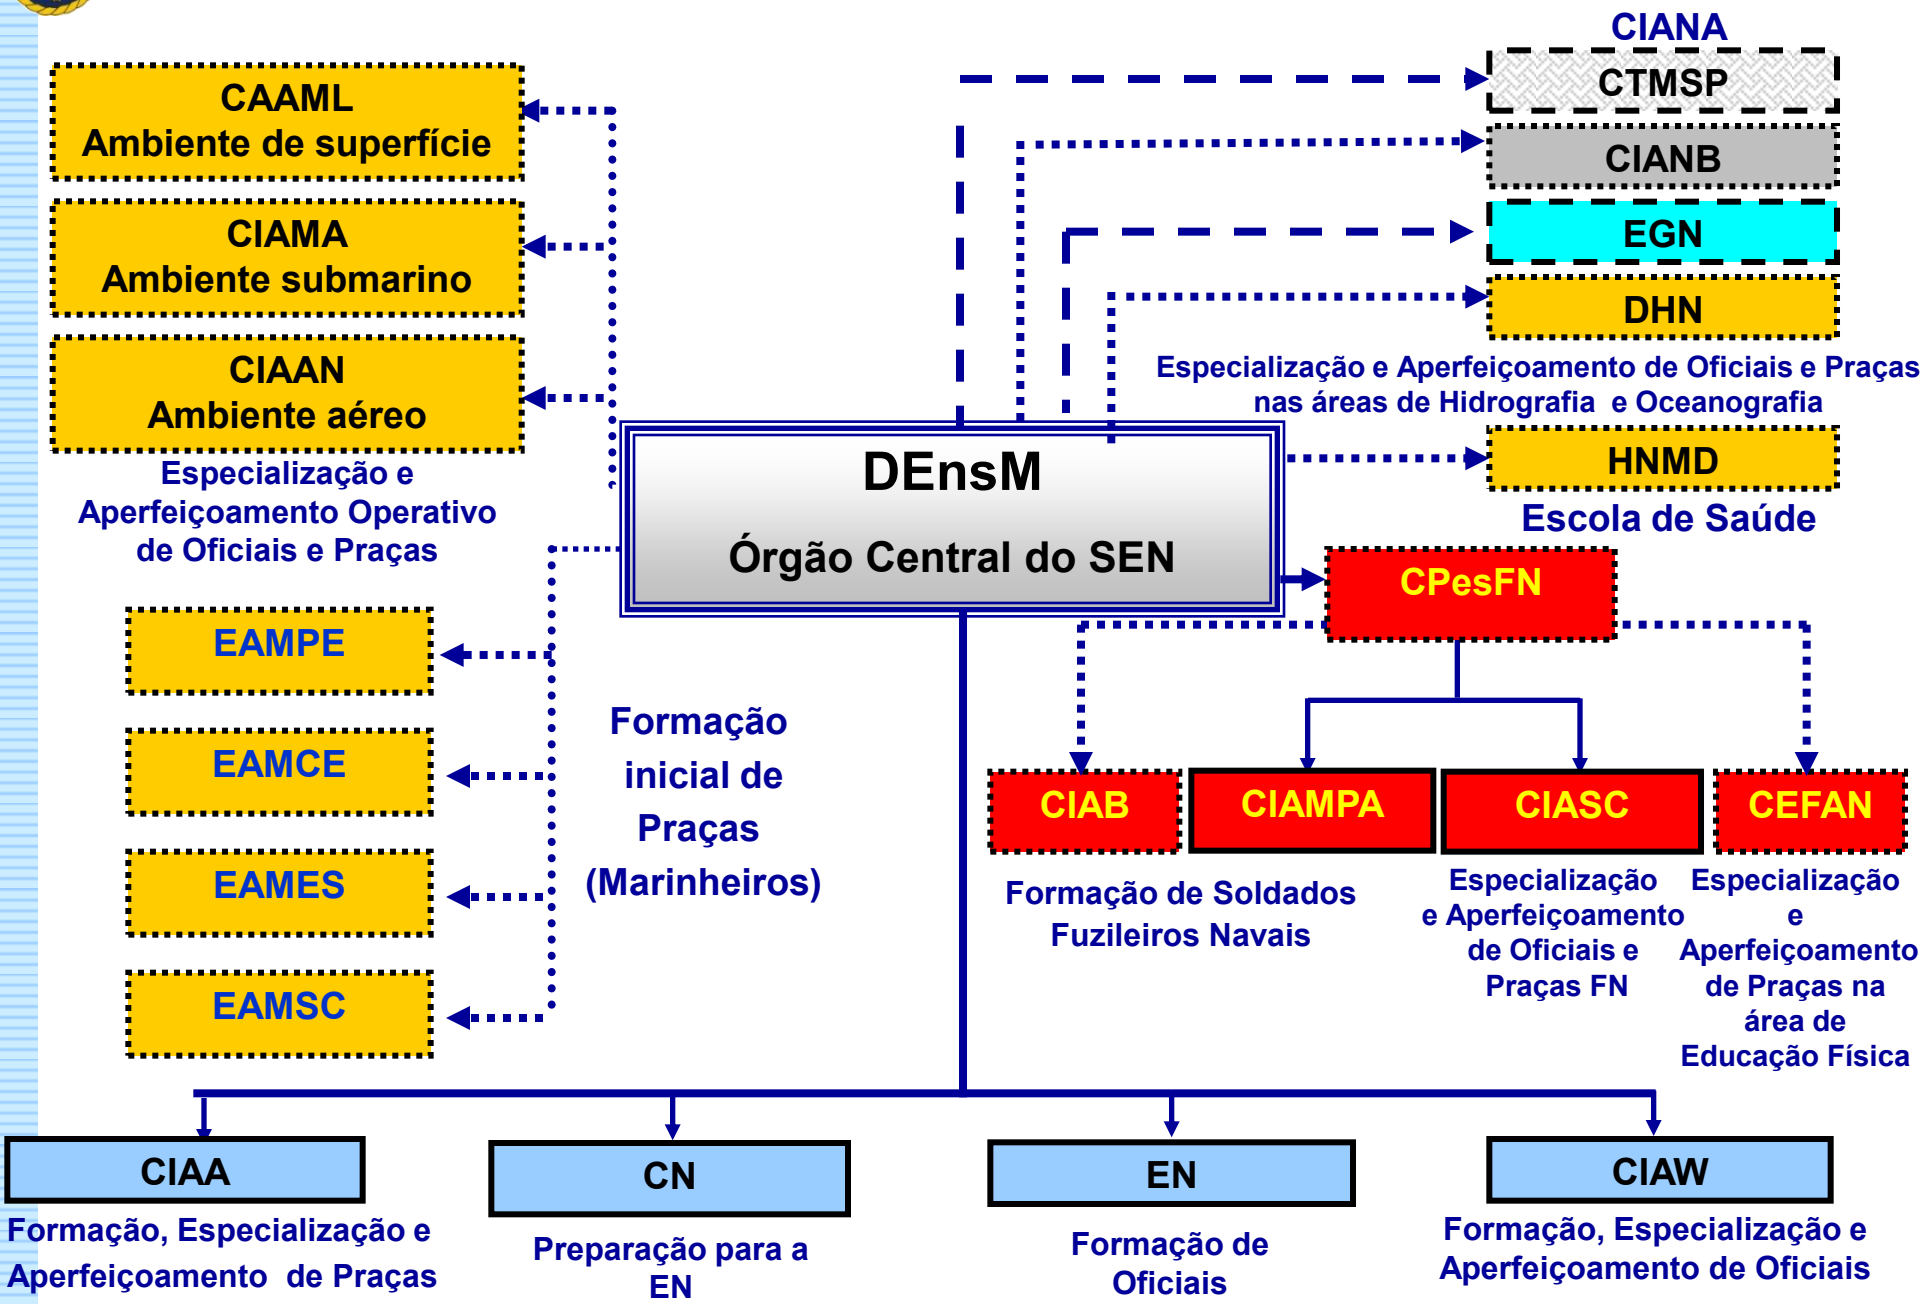 CIANA
CTMSP
CIANB
EGN
DHN
Especialização e Aperfeiçoamento de Oficiais e Praças
nas áreas de Hidrografia e Oceanografia
HNMD
Escola de Saúde
CAAML
Ambiente de superfície
CIAMA
Ambiente submarino
CIAAN
Ambiente aéreo
Especialização e
Aperfeiçoamento Operativo
de Oficiais e Praças
DEnsM
Órgão Central do SEN
EAMPE
EAMCE
EAMES
EAMSC
Formação
inicial de
Praças
(Marinheiros)
CPesFN
CIAB
CIAMPA
CIASC
CEFAN
Formação de Soldados
Fuzileiros Navais
Especialização
e Aperfeiçoamento
de Oficiais e
Praças FN
Especialização
e
Aperfeiçoamento
de Praças na
área de
Educação Física
CIAA
Formação, Especialização e
Aperfeiçoamento de Praças
CN
Preparação para a
EN
EN
Formação de
Oficiais
CIAW
Formação, Especialização e
Aperfeiçoamento de Oficiais